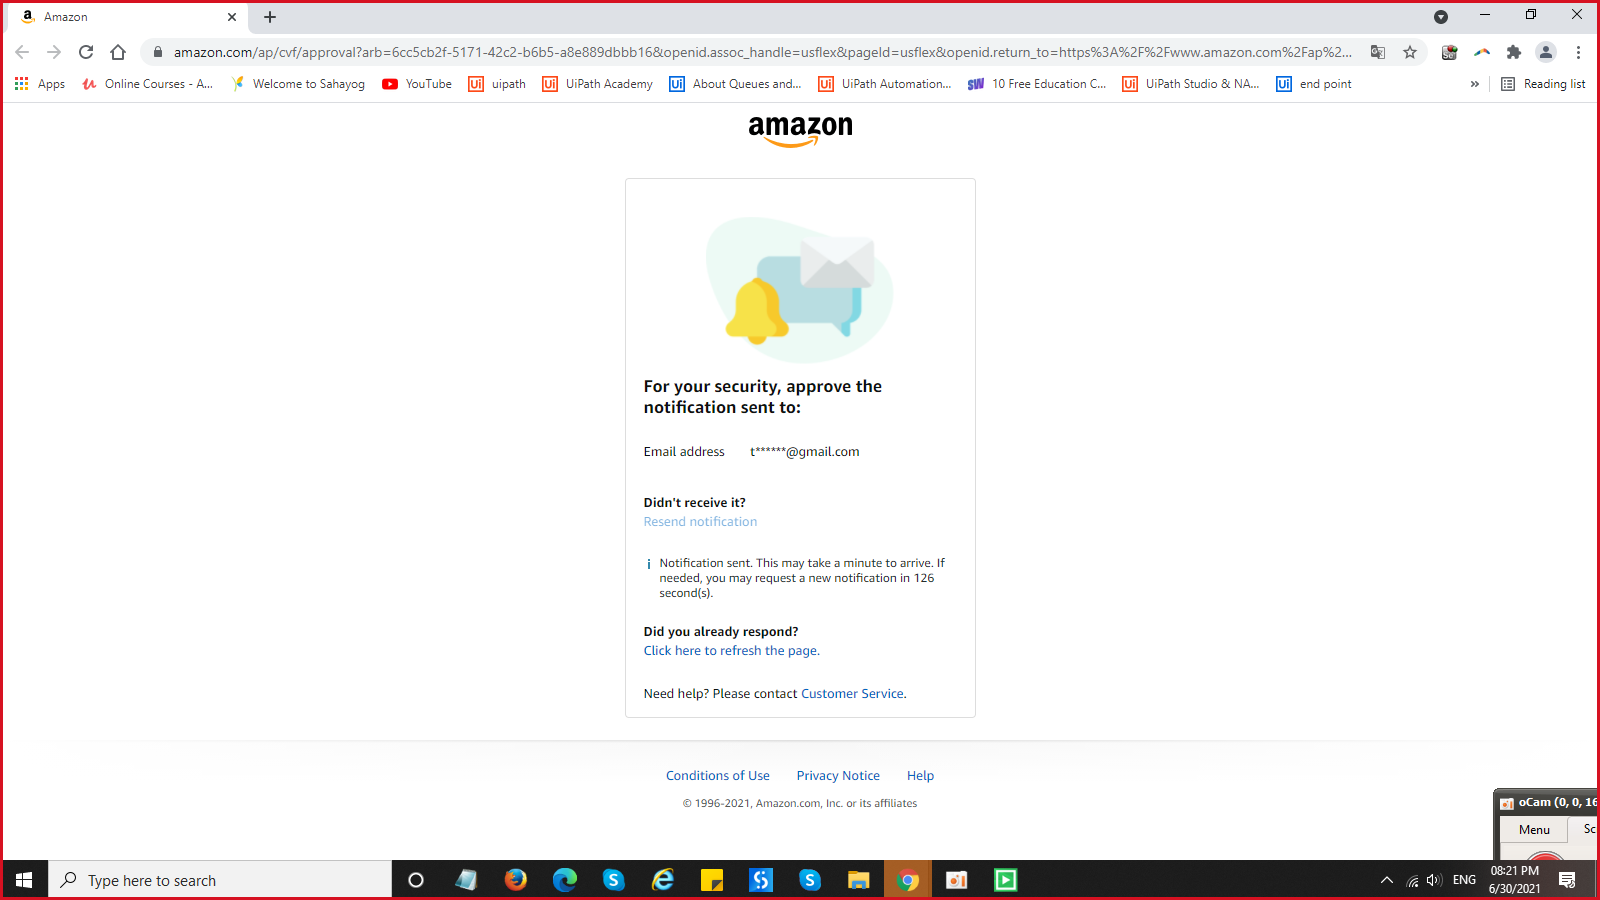 Amazon
amazon.com/ap/cvf/approval?arb=6cc5cb2f-5171-42c2-b6b5-a8e889dbbb16&openid.assoc_handle=usflex&pageId=usflex&openid.return_to=https%3A%2F%2Fwww.amazon.com%2Fap%2...
Apps Online Courses - A... Welcome to Sahayog YouTube uipath UiPath Academy About Queues and... UiPath Automation... 10 Free Education C... UiPath Studio & NA... end point » Reading list
amazon
For your security, approve the
notification sent to:
Email address t******@gmail.com
Didn't receive it?
Resend notification
Notification sent. This may take a minute to arrive. If
needed, you may request a new notification in 126
second(s).
Did you already respond?
Click here to refresh the page.
Need help? Please contact Customer Service.
Conditions of Use Privacy Notice Help
© 1996-2021, Amazon.com, Inc. or its affiliates
oCam (0, 0, 16
Menu Sc
Type here to search
ENG
08:21 PM
6/30/2021